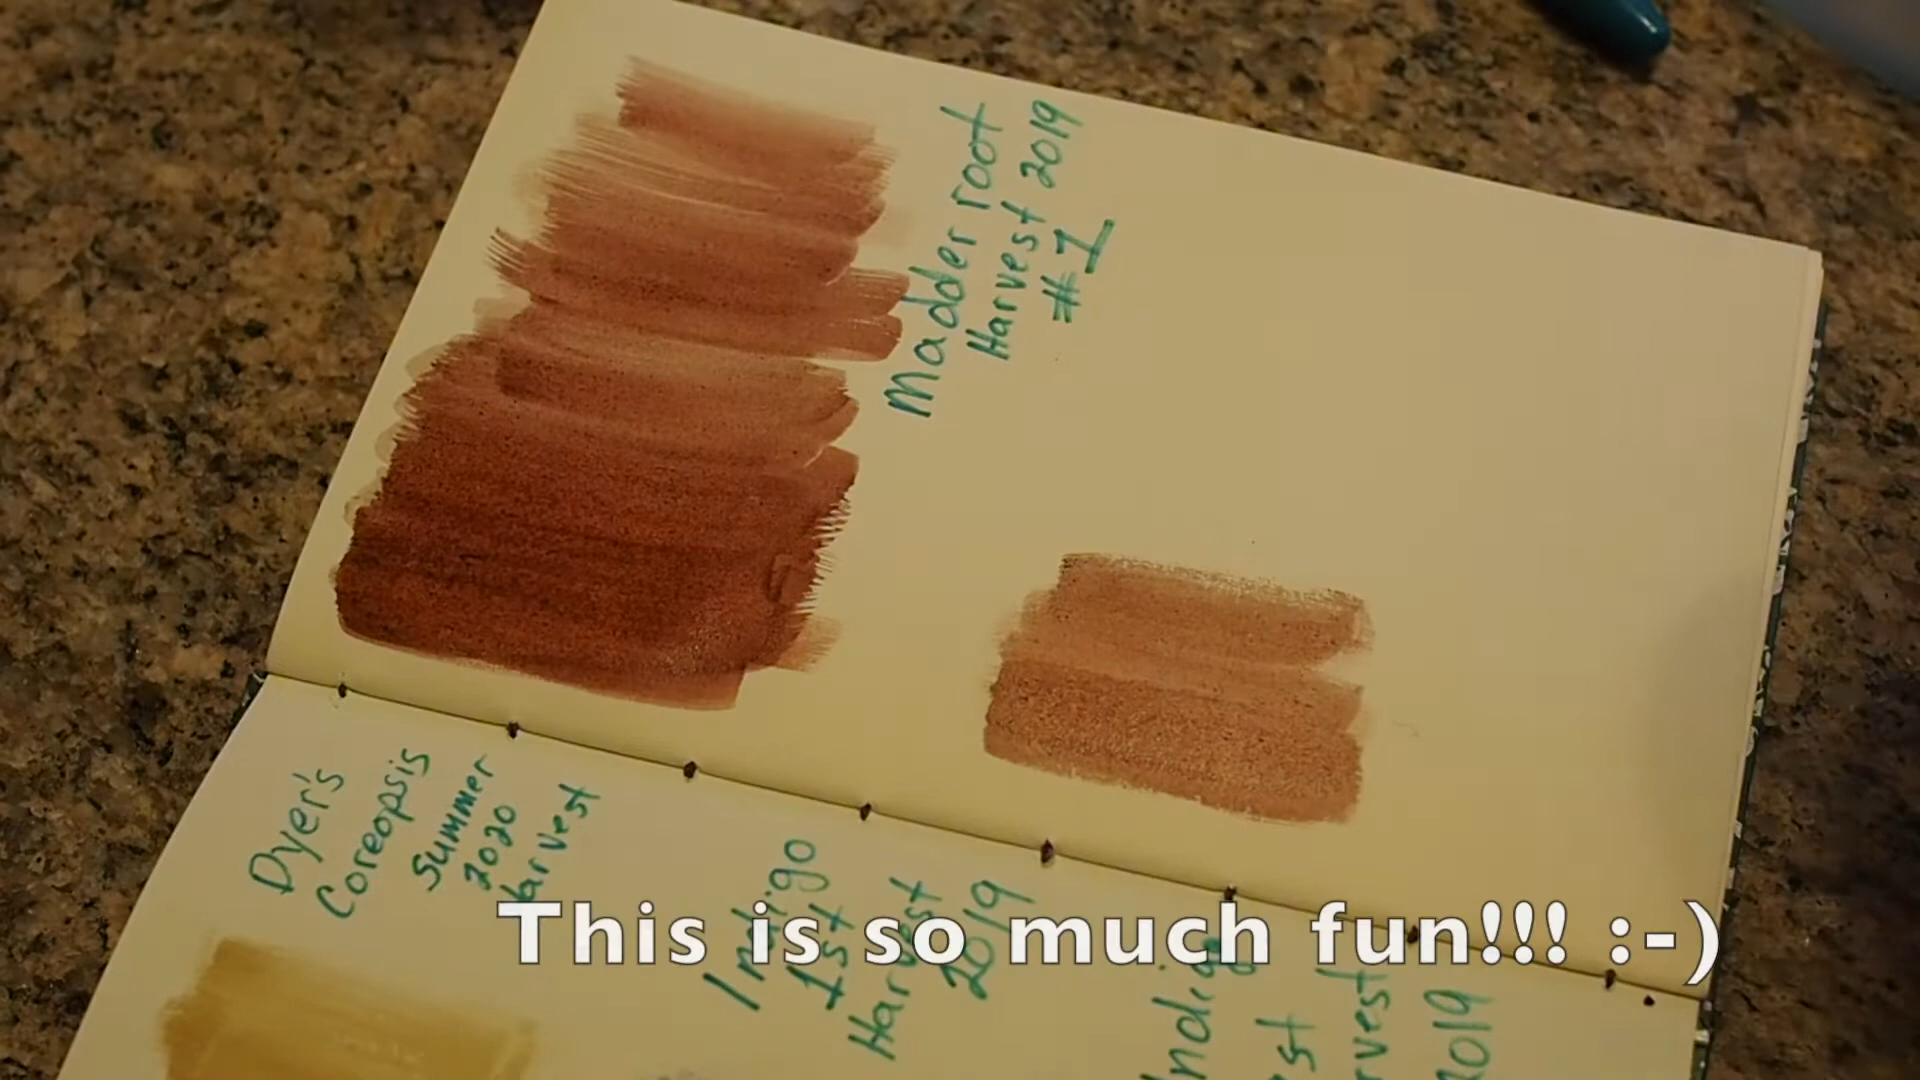 Madder root
Harvest 2019
#1
Dyer's
Coreopsis
Summer
2020
Harvest
Indigo
1st
Harvest
2019
This is so much fun!!! :-)